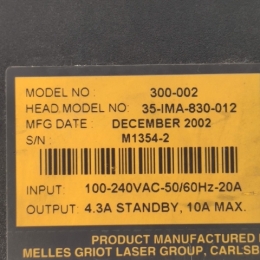 MODEL NO : 300-002
HEAD MODEL NO: 35-IMA-830-012
MFG DATE : DECEMBER 2002
S/N : M1354-2
INPUT: 100-240VAC-50/60Hz-20A
OUTPUT: 4.3A STANDBY, 10A MAX.
PRODUCT MANUFACTURED
MELLES GRIOT LASER GROUP, CARLSB